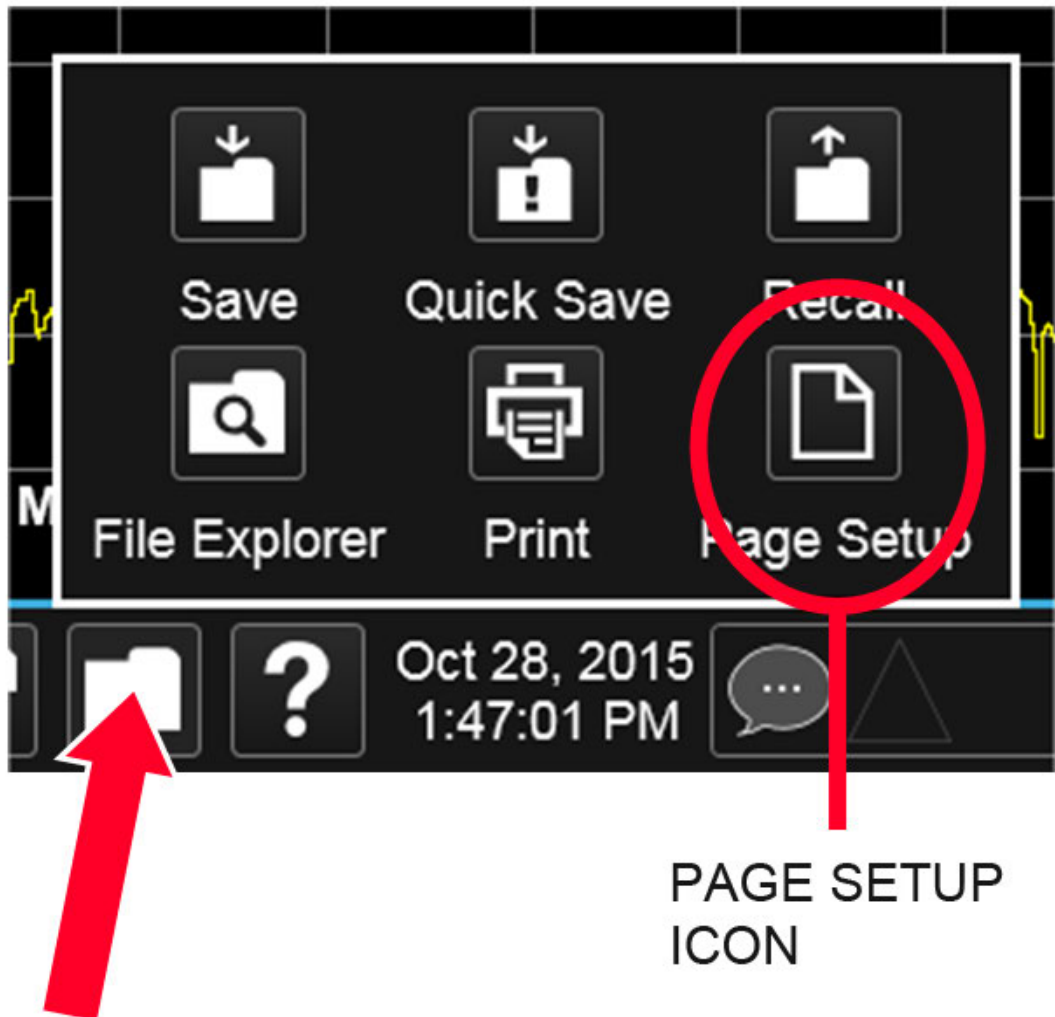 Save Quick Save Recall
File Explorer Print Page Setup
M
? Oct 28, 2015
1:47:01 PM
PAGE SETUP
ICON